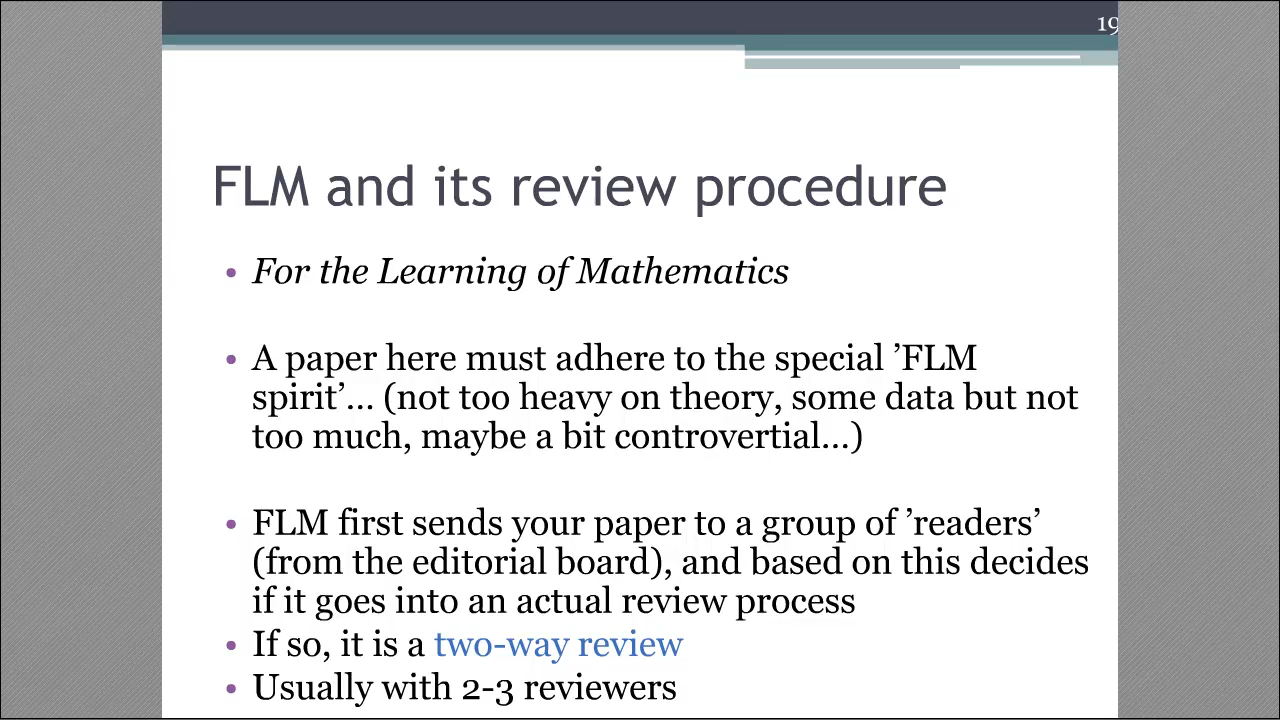 19
FLM and its review procedure
• For the Learning of Mathematics
• A paper here must adhere to the special ’FLM
spirit’... (not too heavy on theory, some data but not
too much, maybe a bit controvertial...)
• FLM first sends your paper to a group of ’readers’
(from the editorial board), and based on this decides
if it goes into an actual review process
• If so, it is a two-way review
• Usually with 2-3 reviewers